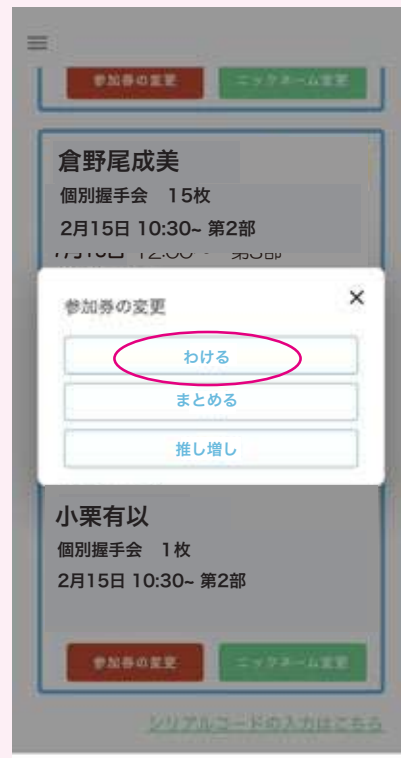 参加券の変更 ニックネーム変更
倉野尾成美
個別握手会 15枚
2月15日 10:30~ 第2部
参加券の変更
わける
まとめる
推し増し
小栗有以
個別握手会 1枚
2月15日 10:30~ 第2部
参加券の変更 ニックネーム変更
シリアルコードの入力はこちら